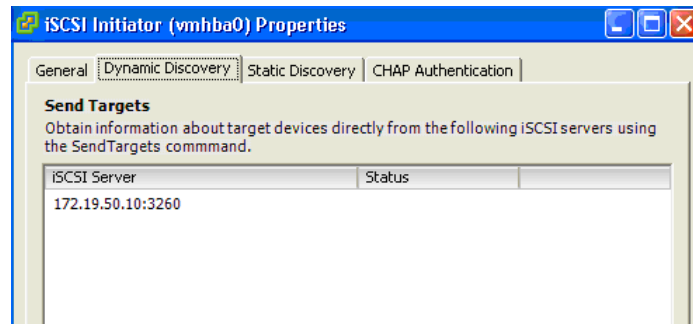 iSCSI Initiator (vmhba0) Properties
General Dynamic Discovery Static Discovery CHAP Authentication
Send Targets
Obtain information about target devices directly from the following iSCSI servers using
the SendTargets commmand.
iSCSI Server Status
172.19.50.10:3260